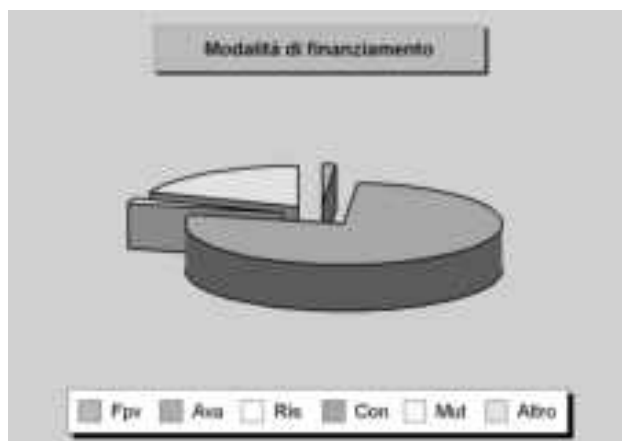 Modalità di finanziamento
Fpv Ava Ris Con Mut Altro